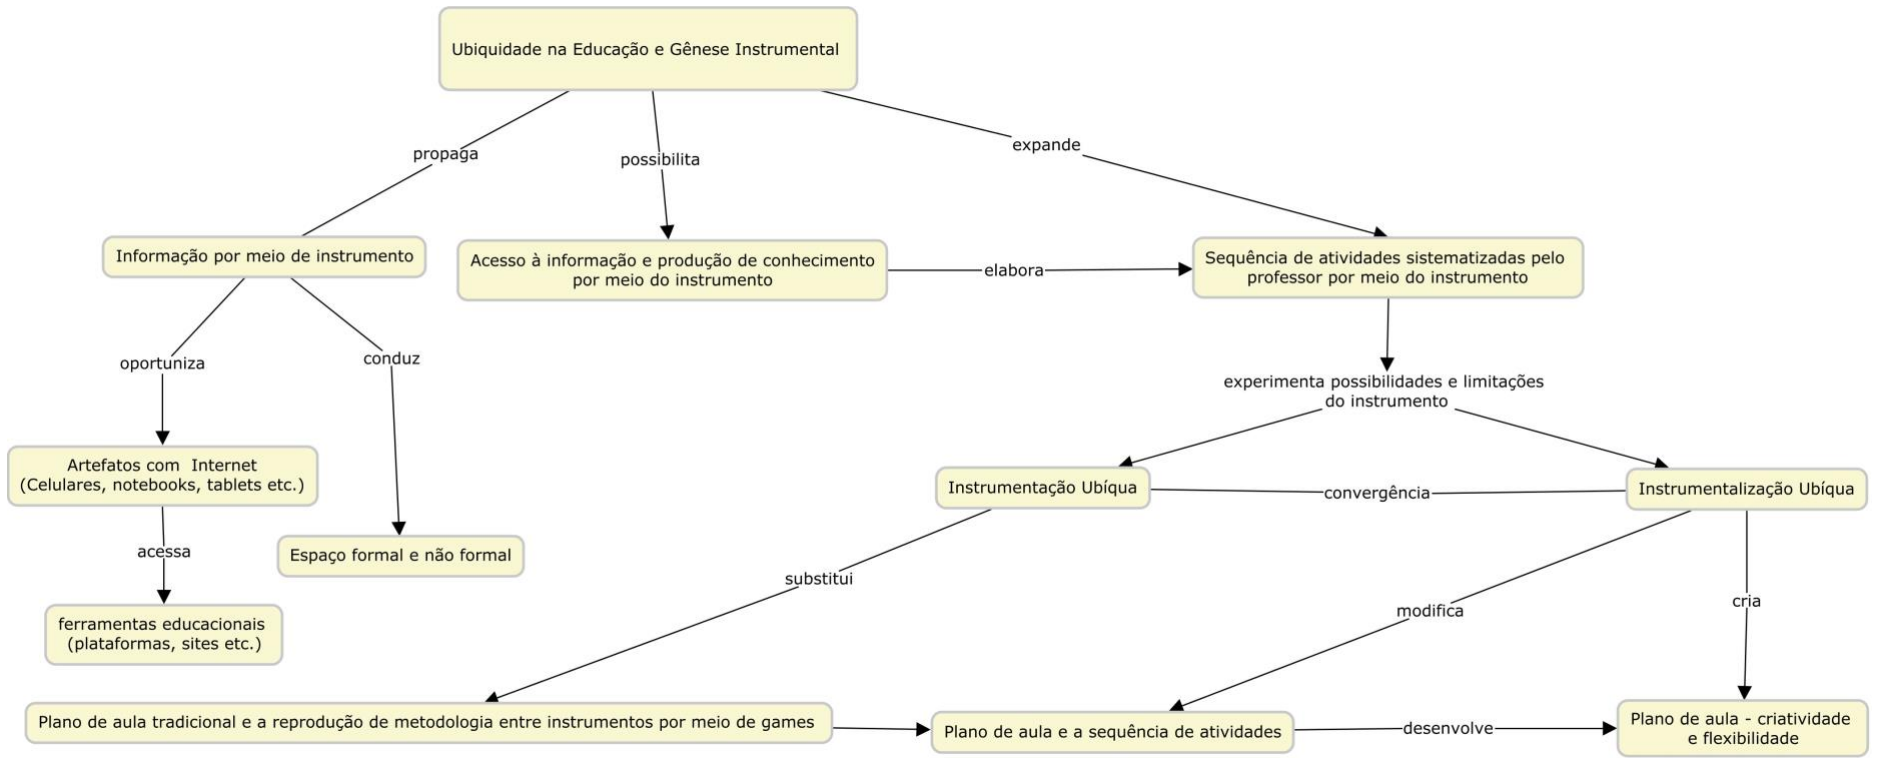 Ubiquidade na Educação e Gênese Instrumental
propaga
possibilita
expande
Informação por meio de instrumento
Acesso à informação e produção de conhecimento
por meio do instrumento
elabora
Sequência de atividades sistematizadas pelo
professor por meio do instrumento
oportuniza
conduz
experimenta possibilidades e limitações
do instrumento
Artefatos com Internet
(Celulares, notebooks, tablets etc.)
Instrumentação Ubíqua
convergência
Instrumentalização Ubíqua
acessa
Espaço formal e não formal
substitui
modifica
cria
ferramentas educacionais
(plataformas, sites etc.)
Plano de aula tradicional e a reprodução de metodologia entre instrumentos por meio de games
Plano de aula e a sequência de atividades
desenvolve
Plano de aula - criatividade
e flexibilidade